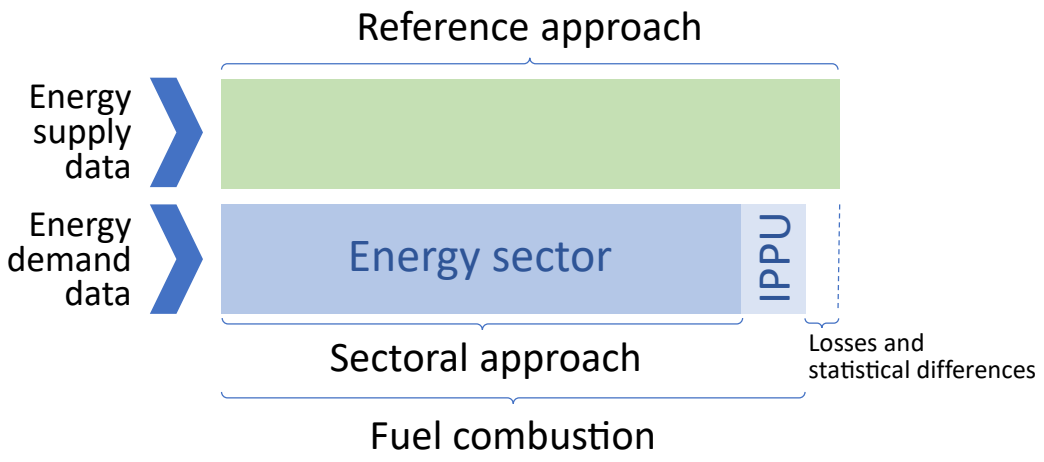 Reference approach
Energy
supply
data
Energy
demand
data
Energy sector
IPPU
Losses and
statistical differences
Sectoral approach
Fuel combustion